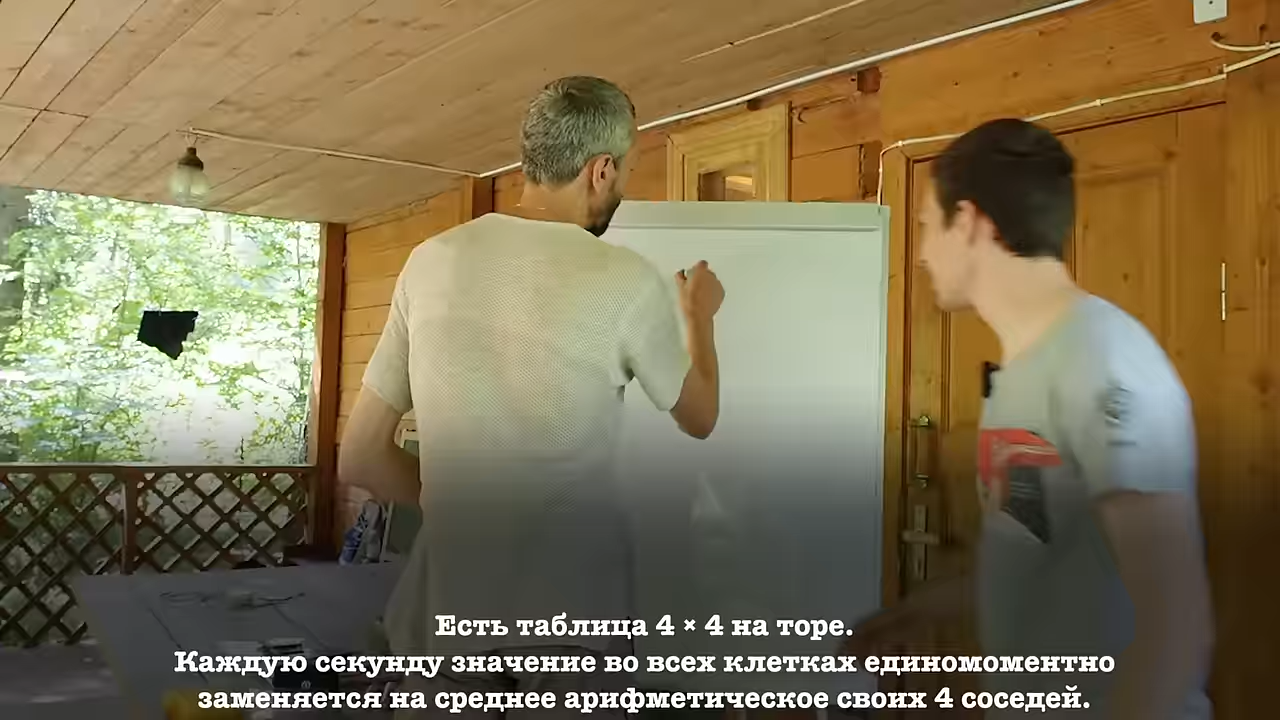 Есть таблица 4 × 4 на торе.
Каждую секунду значение во всех клетках единомоментно
заменяется на среднее арифметическое своих 4 соседей.